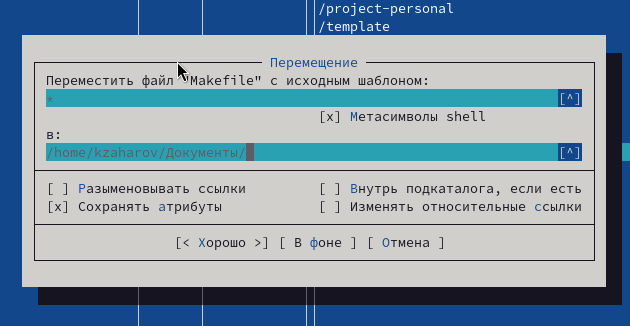 /project-personal
/template
Перемещение
Переместить файл "Makefile" с исходным шаблоном:
* [^]
[x] Метасимволы shell
в:
/home/kzaharov/Документы/ [^]
[ ] Разыменовывать ссылки [ ] Внутрь подкаталога, если есть
[x] Сохранять атрибуты [ ] Изменять относительные ссылки
[< Хорошо >] [ В фоне ] [ Отмена ]